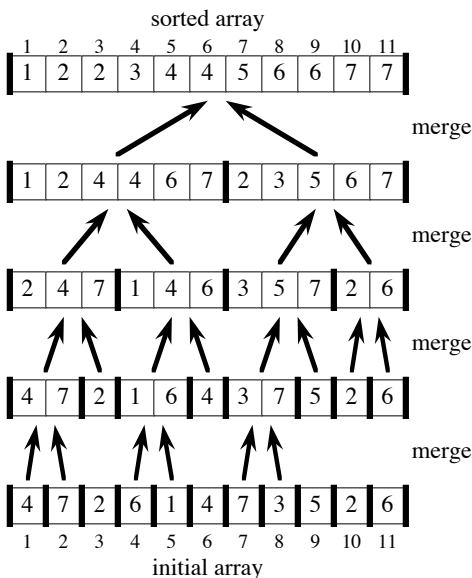 sorted array
1 2 3 4 5 6 7 8 9 10 11
1 2 2 3 4 4 5 6 6 7 7
merge
1 2 4 4 6 7 2 3 5 6 7
merge
2 4 7 1 4 6 3 5 7 2 6
merge
4 7 2 1 6 4 3 7 5 2 6
merge
4 7 2 6 1 4 7 3 5 2 6
1 2 3 4 5 6 7 8 9 10 11
initial array